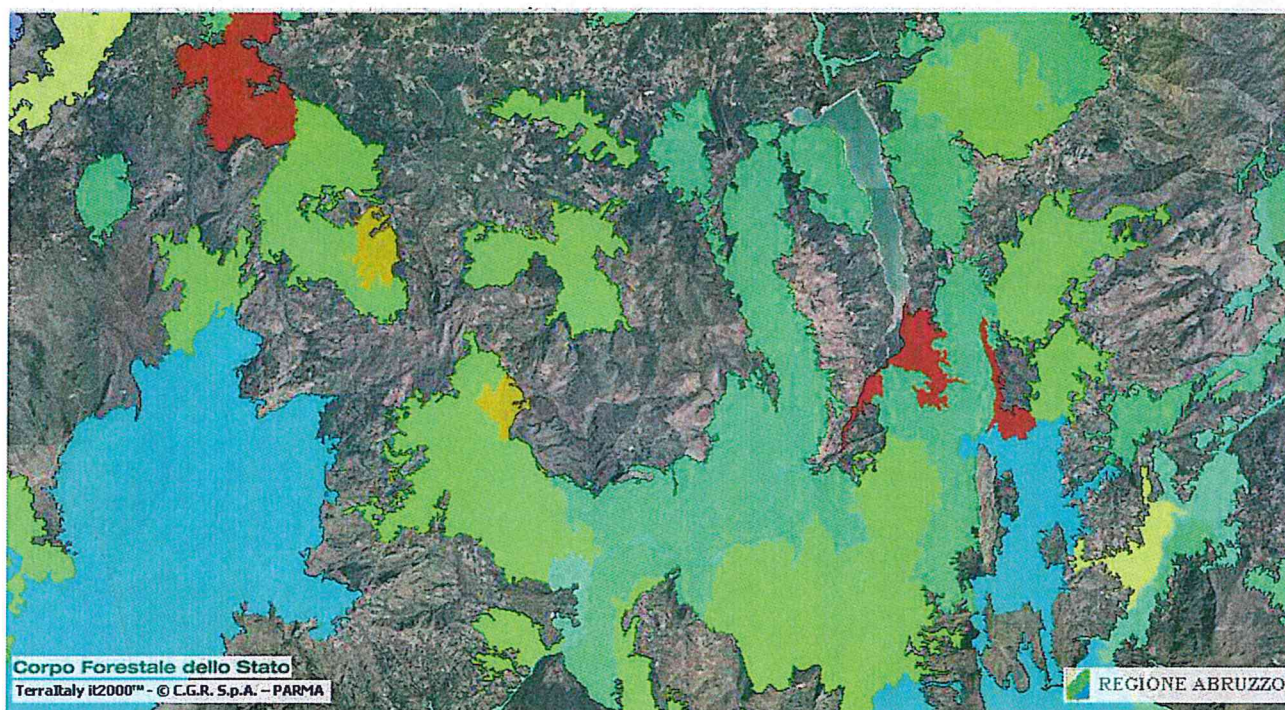 Corpo Forestale dello Stato
TerraItaly it2000™ - © C.G.R. S.p.A. – PARMA
REGIONE ABRUZZO